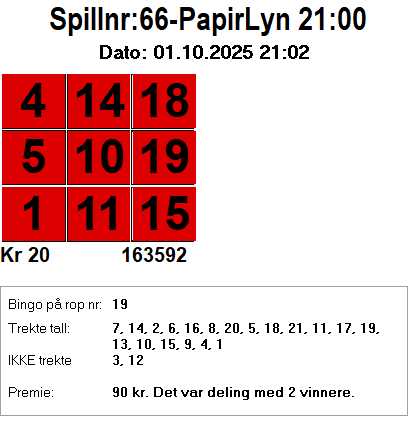 Spillnr:66-PapirLyn 21:00
Dato: 01.10.2025 21:02
4 14 18
5 10 19
1 11 15
Kr 20 163592
Bingo på rop nr: 19
Trekte tall: 7, 14, 2, 6, 16, 8, 20, 5, 18, 21, 11, 17, 19,
13, 10, 15, 9, 4, 1
IKKE trekte 3, 12
Premie: 90 kr. Det var deling med 2 vinnere.